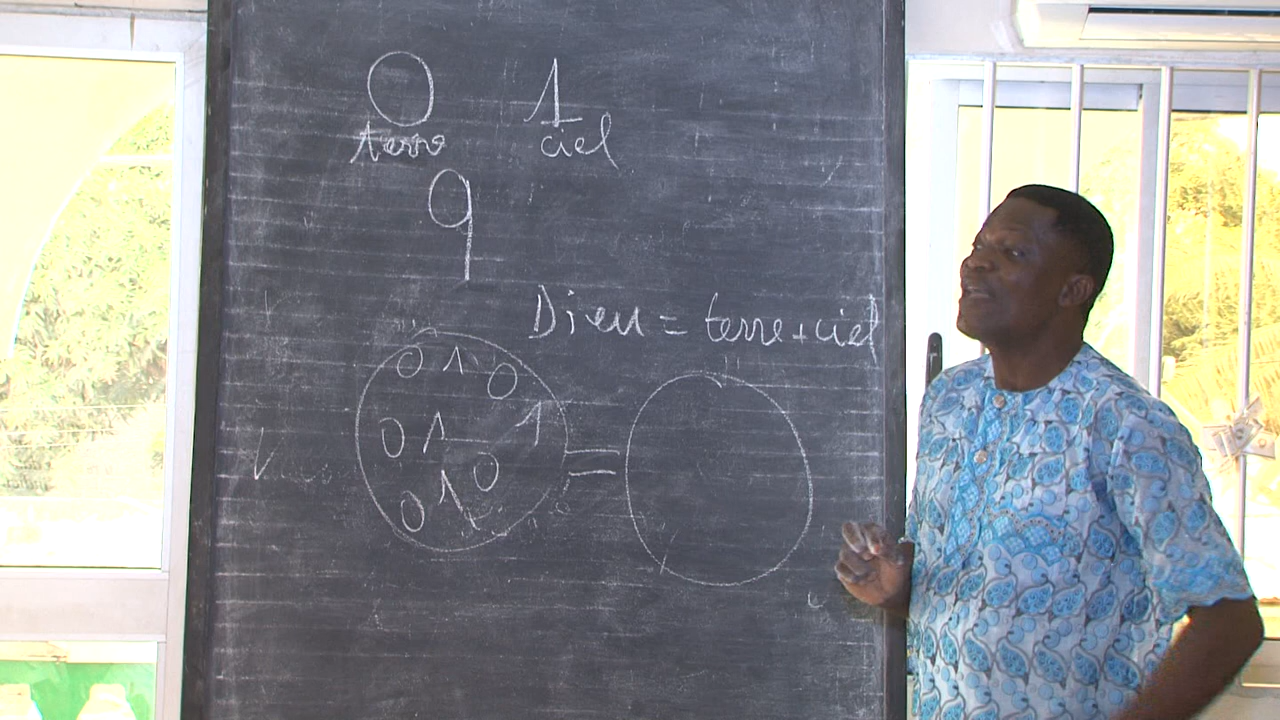 0 1
terre ciel
9
Dieu = terre + ciel
0 1 0
0 1 1
0 1 0
=